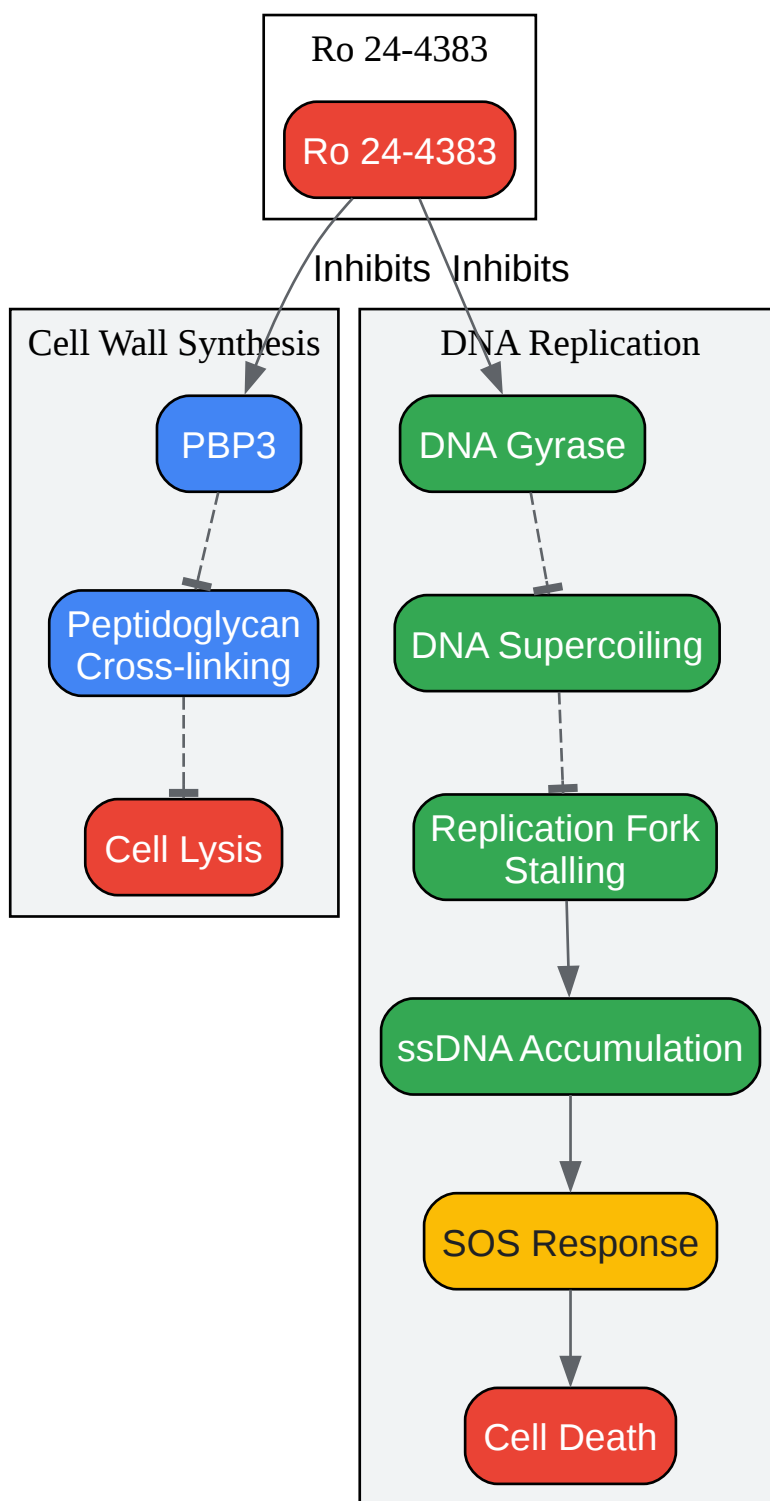 Ro 24-4383
Ro 24-4383
Inhibits
Inhibits
Cell Wall Synthesis
PBP3
Peptidoglycan
Cross-linking
Cell Lysis
DNA Replication
DNA Gyrase
DNA Supercoiling
Replication Fork
Stalling
ssDNA Accumulation
SOS Response
Cell Death